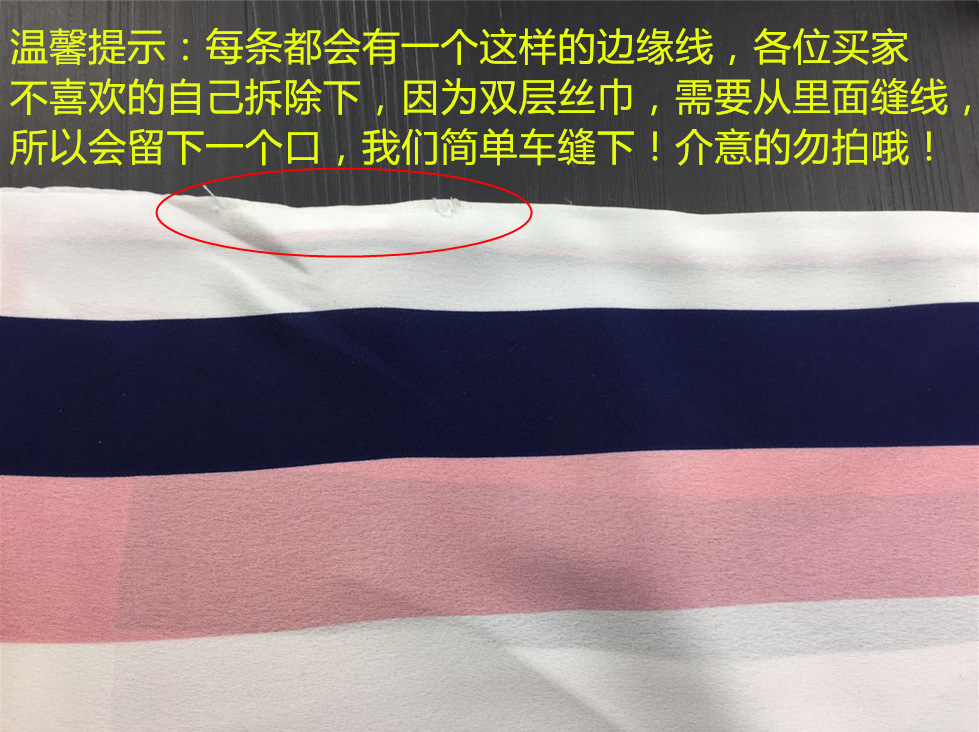 温馨提示：每条都会有一个这样的边缘线，各位买家
不喜欢的自己拆除下，因为双层丝巾，需要从里面缝线，
所以会留下一个口，我们简单车缝下！介意的勿拍哦！